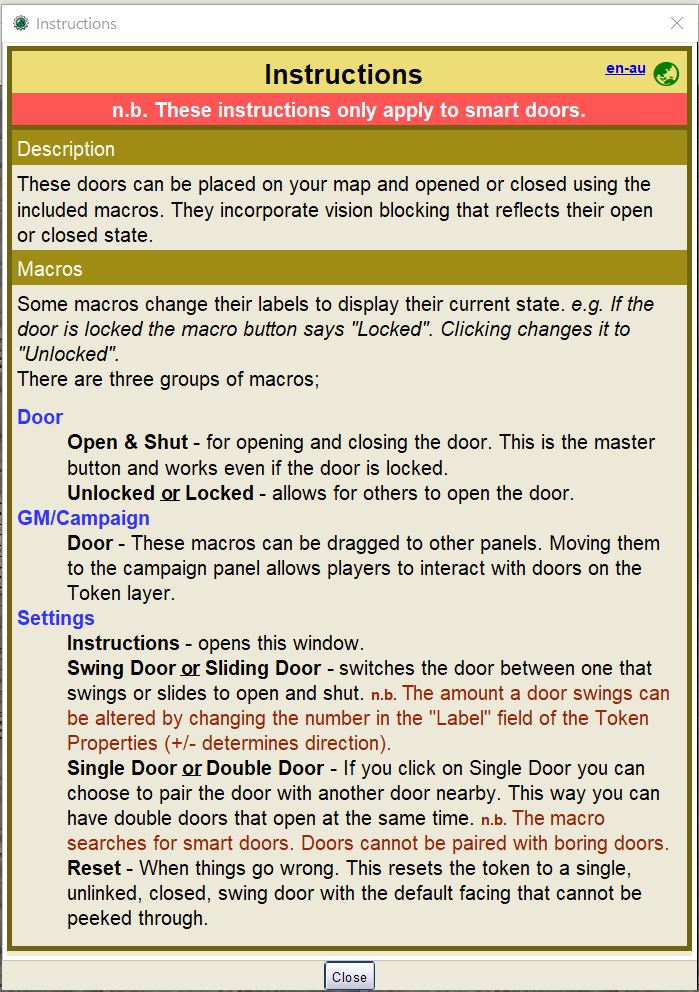 Instructions
Instructions
en-au
n.b. These instructions only apply to smart doors.
Description
These doors can be placed on your map and opened or closed using the
included macros. They incorporate vision blocking that reflects their open
or closed state.
Macros
Some macros change their labels to display their current state. e.g. If the
door is locked the macro button says "Locked". Clicking changes it to
"Unlocked".
There are three groups of macros;
Door
Open & Shut - for opening and closing the door. This is the master
button and works even if the door is locked.
Unlocked or Locked - allows for others to open the door.
GM/Campaign
Door - These macros can be dragged to other panels. Moving them
to the campaign panel allows players to interact with doors on the
Token layer.
Settings
Instructions - opens this window.
Swing Door or Sliding Door - switches the door between one that
swings or slides to open and shut. n.b. The amount a door swings can
be altered by changing the number in the "Label" field of the Token
Properties (+/- determines direction).
Single Door or Double Door - If you click on Single Door you can
choose to pair the door with another door nearby. This way you can
have double doors that open at the same time. n.b. The macro
searches for smart doors. Doors cannot be paired with boring doors.
Reset - When things go wrong. This resets the token to a single,
unlinked, closed, swing door with the default facing that cannot be
peeked through.
Close